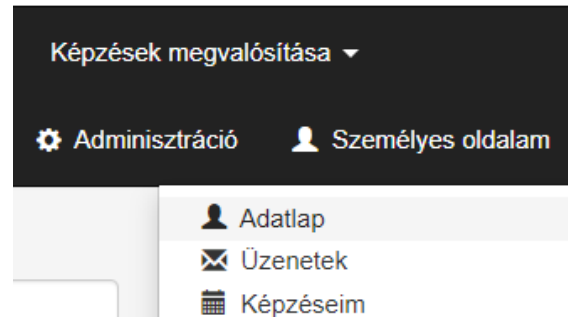 Képzések megvalósítása
Adminisztráció Személyes oldalam
Adatlap
Üzenetek
Képzéseim